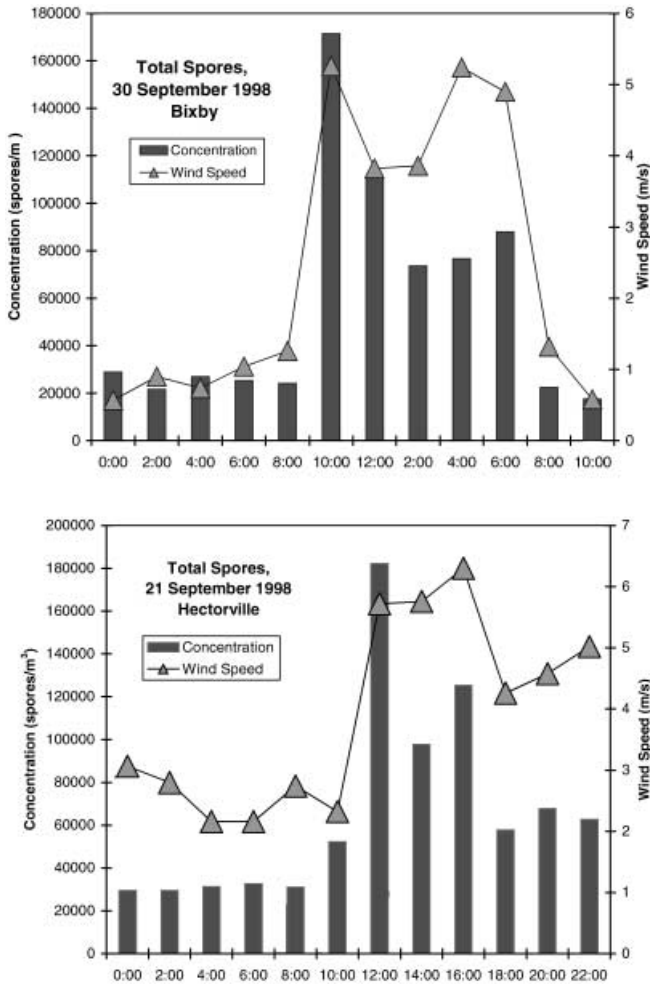 180000
160000
140000
120000
100000
80000
60000
40000
20000
0
Concentration (spores/m )
Total Spores,
30 September 1998
Bixby
Concentration
Wind Speed
6
5
4
3
2
1
0
Wind Speed (m/s)
0:00 2:00 4:00 6:00 8:00 10:00 12:00 2:00 4:00 6:00 8:00 10:00
200000
180000
160000
140000
120000
100000
80000
60000
40000
20000
0
Concentration (spores/m³)
Total Spores,
21 September 1998
Hectorville
Concentration
Wind Speed
7
6
5
4
3
2
1
0
Wind Speed (m/s)
0:00 2:00 4:00 6:00 8:00 10:00 12:00 14:00 16:00 18:00 20:00 22:00